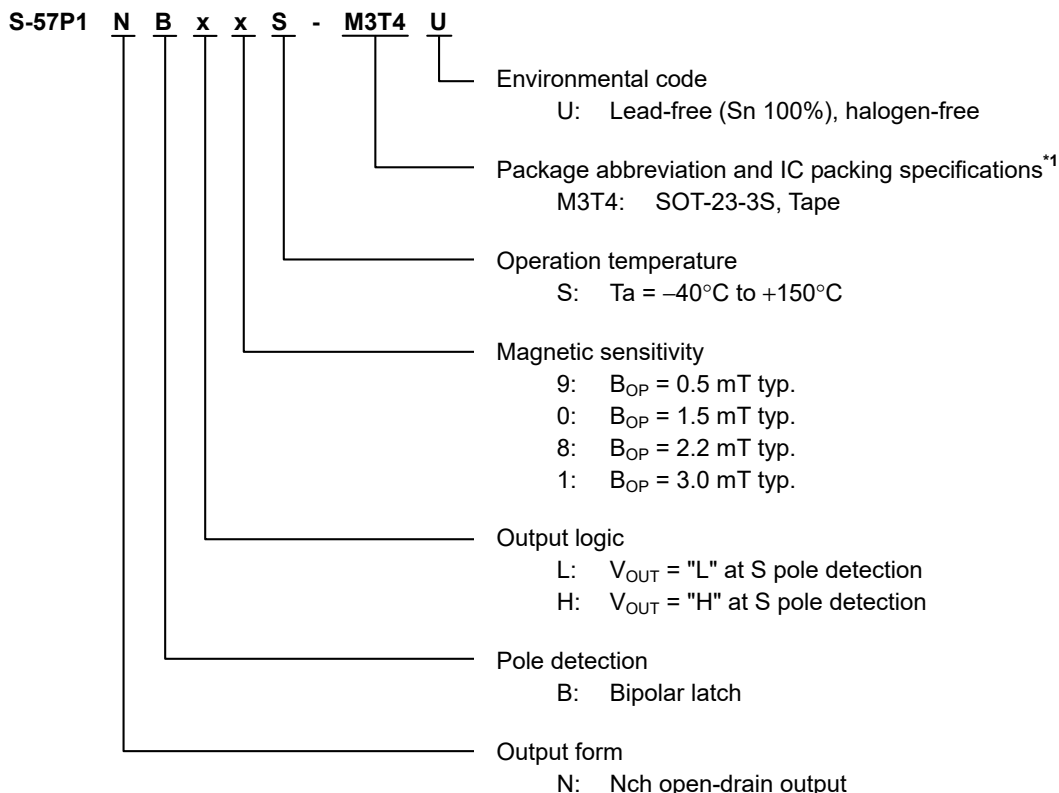 S-57P1 N B x x S - M3T4 U
Environmental code
U: Lead-free (Sn 100%), halogen-free
Package abbreviation and IC packing specifications*1
M3T4: SOT-23-3S, Tape
Operation temperature
S: Ta = −40°C to +150°C
Magnetic sensitivity
9: BOP = 0.5 mT typ.
0: BOP = 1.5 mT typ.
8: BOP = 2.2 mT typ.
1: BOP = 3.0 mT typ.
Output logic
L: VOUT = "L" at S pole detection
H: VOUT = "H" at S pole detection
Pole detection
B: Bipolar latch
Output form
N: Nch open-drain output